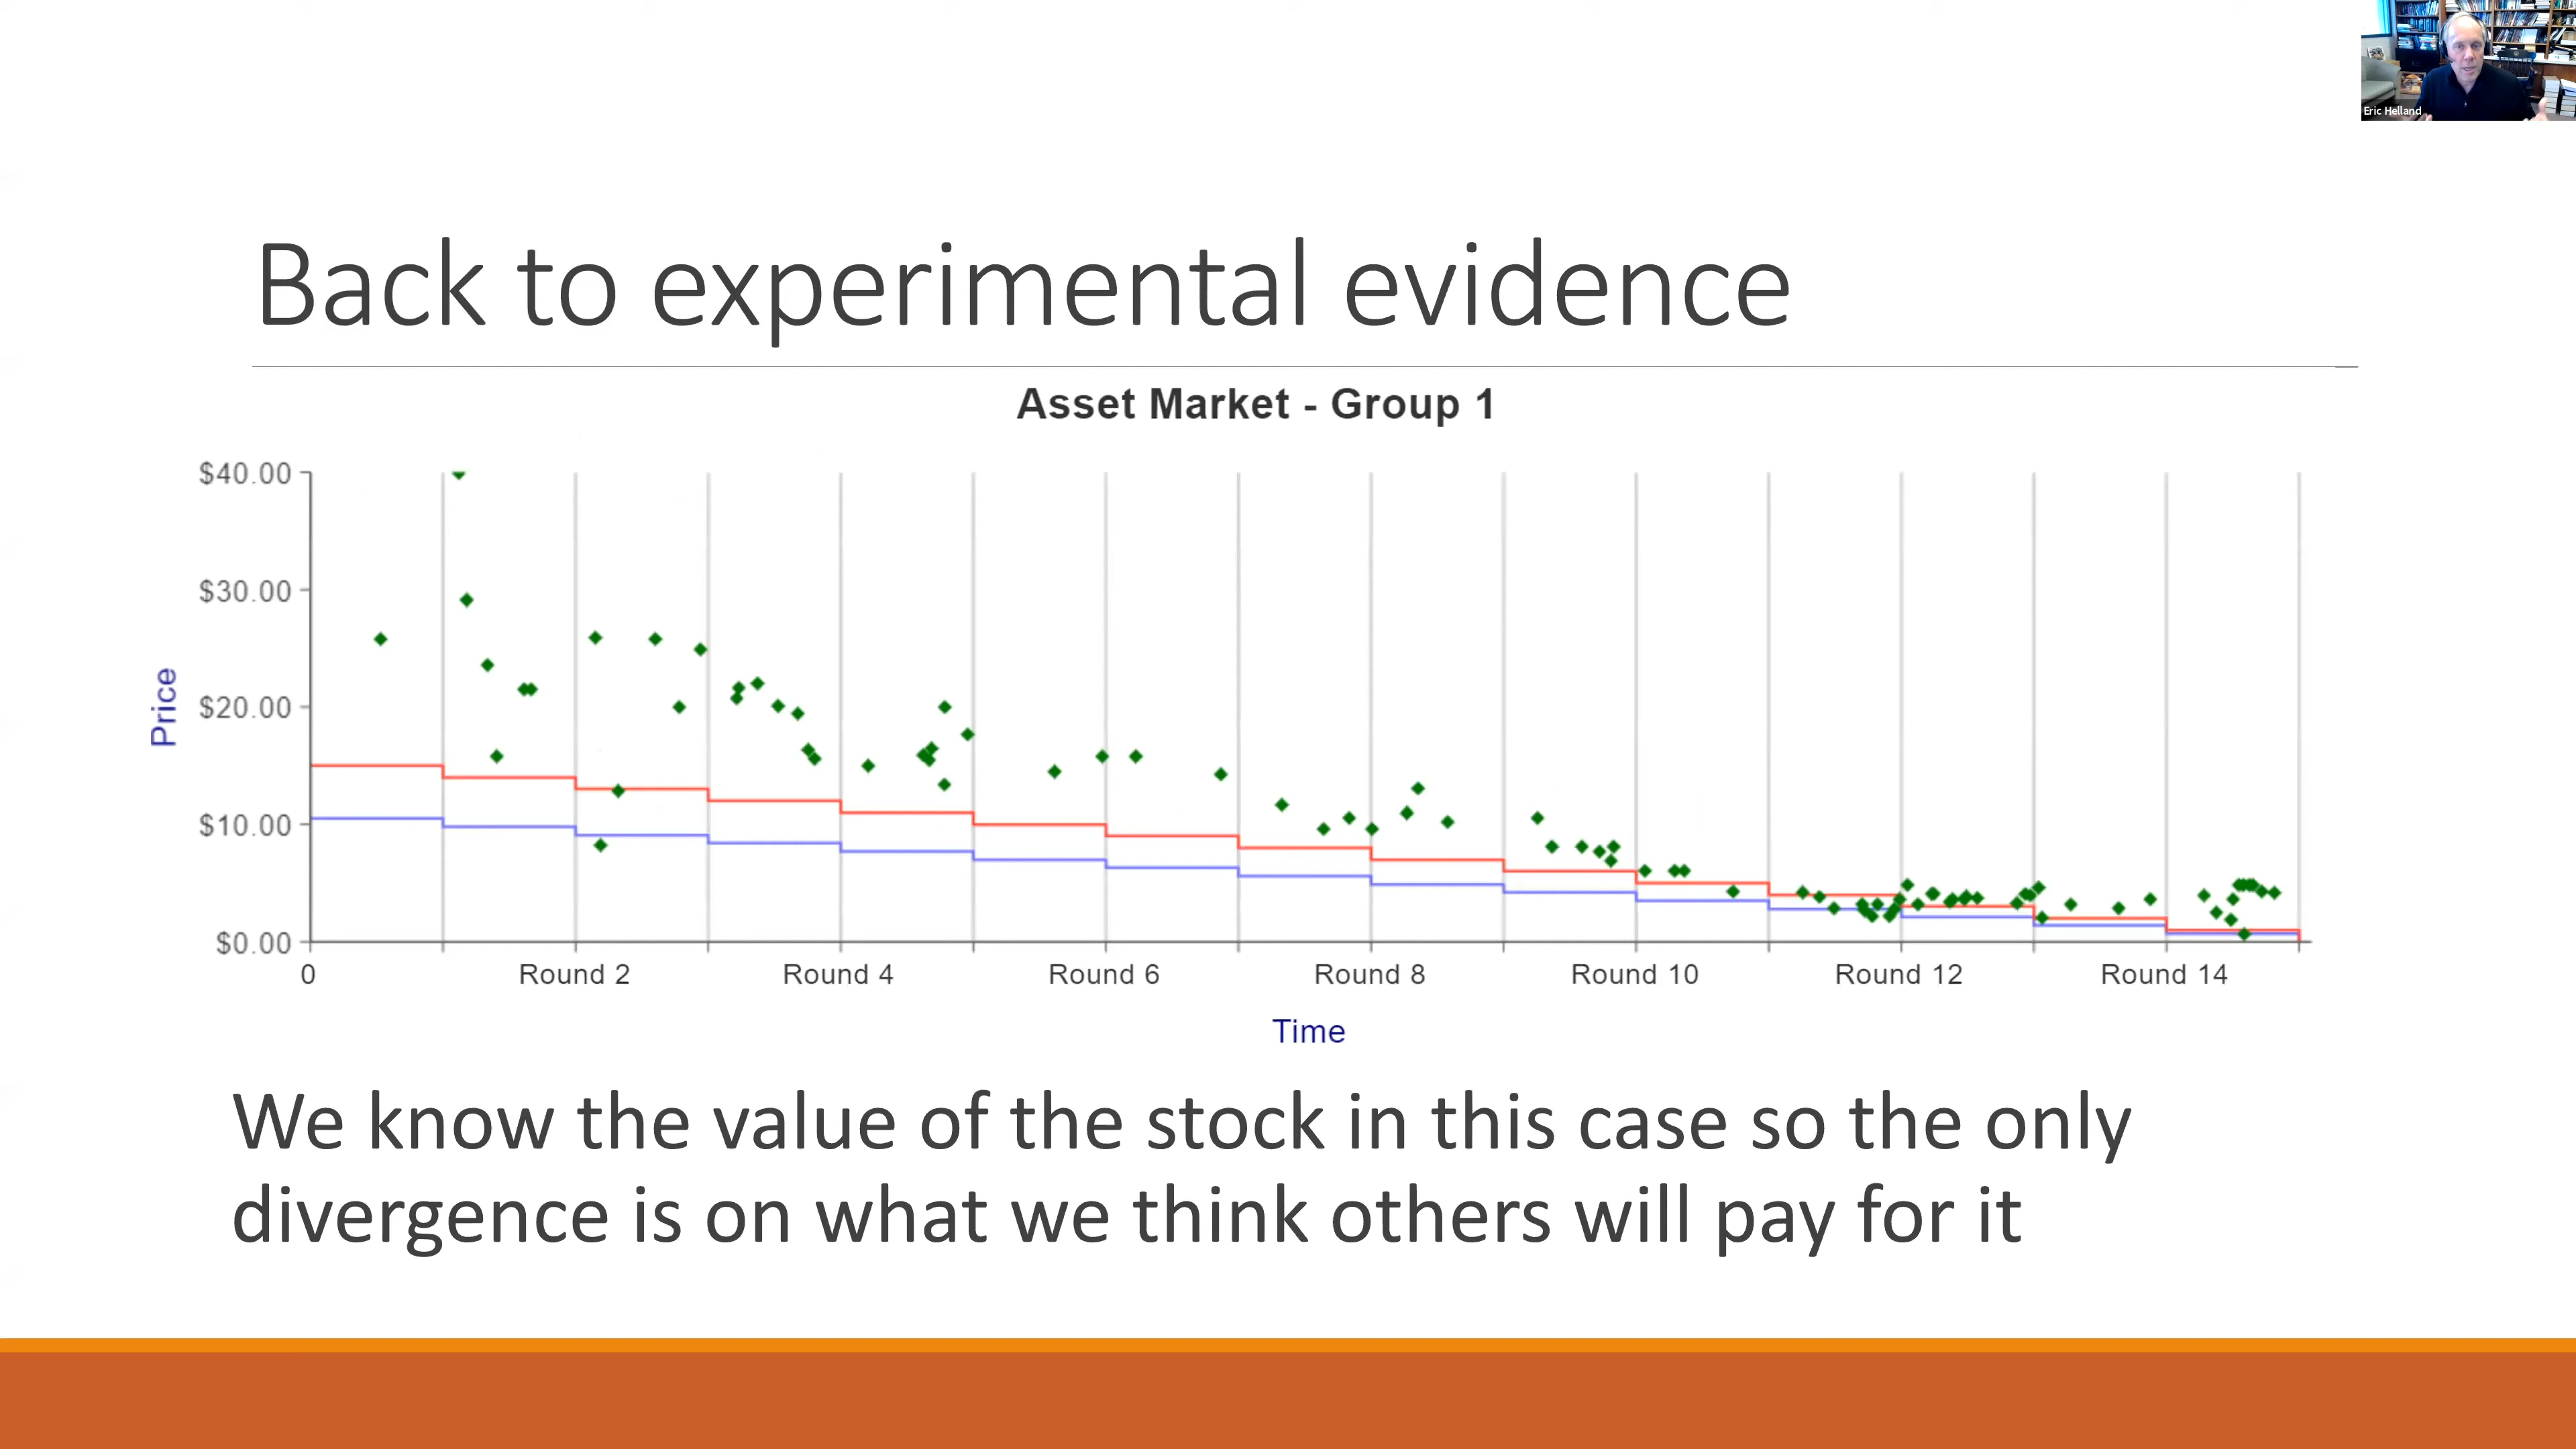 Eric Helland
Back to experimental evidence
Asset Market - Group 1
$40.00
$30.00
$20.00
$10.00
$0.00
Price
0 Round 2 Round 4 Round 6 Round 8 Round 10 Round 12 Round 14
Time
We know the value of the stock in this case so the only
divergence is on what we think others will pay for it